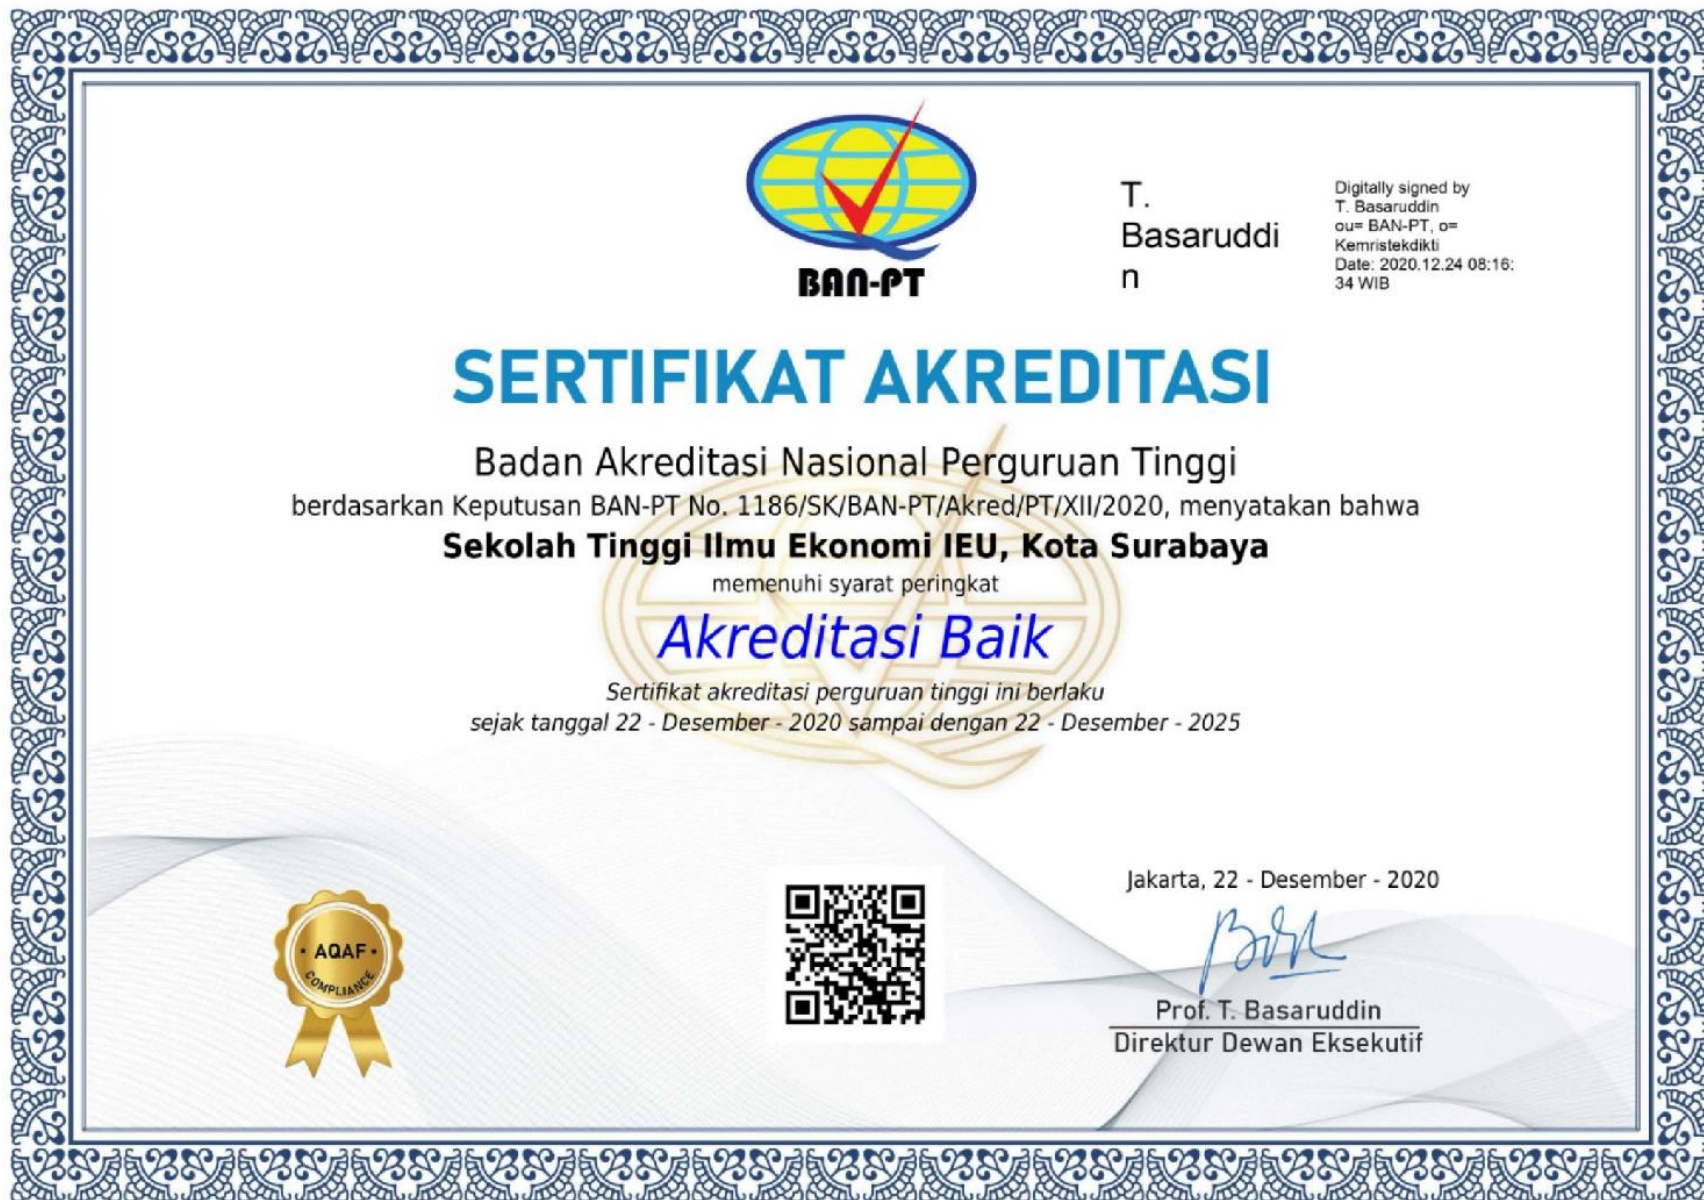 BAN-PT
T.
Basaruddi
n
Digitally signed by
T. Basaruddin
ou= BAN-PT, o=
Kemristekdikti
Date: 2020.12.24 08:16:
34 WIB
SERTIFIKAT AKREDITASI
Badan Akreditasi Nasional Perguruan Tinggi
berdasarkan Keputusan BAN-PT No. 1186/SK/BAN-PT/Akred/PT/XII/2020, menyatakan bahwa
Sekolah Tinggi Ilmu Ekonomi IEU, Kota Surabaya
memenuhi syarat peringkat
Akreditasi Baik
Sertifikat akreditasi perguruan tinggi ini berlaku
sejak tanggal 22 - Desember - 2020 sampai dengan 22 - Desember - 2025
AQAF
COMPLIANCE
Jakarta, 22 - Desember - 2020
Prof. T. Basaruddin
Direktur Dewan Eksekutif